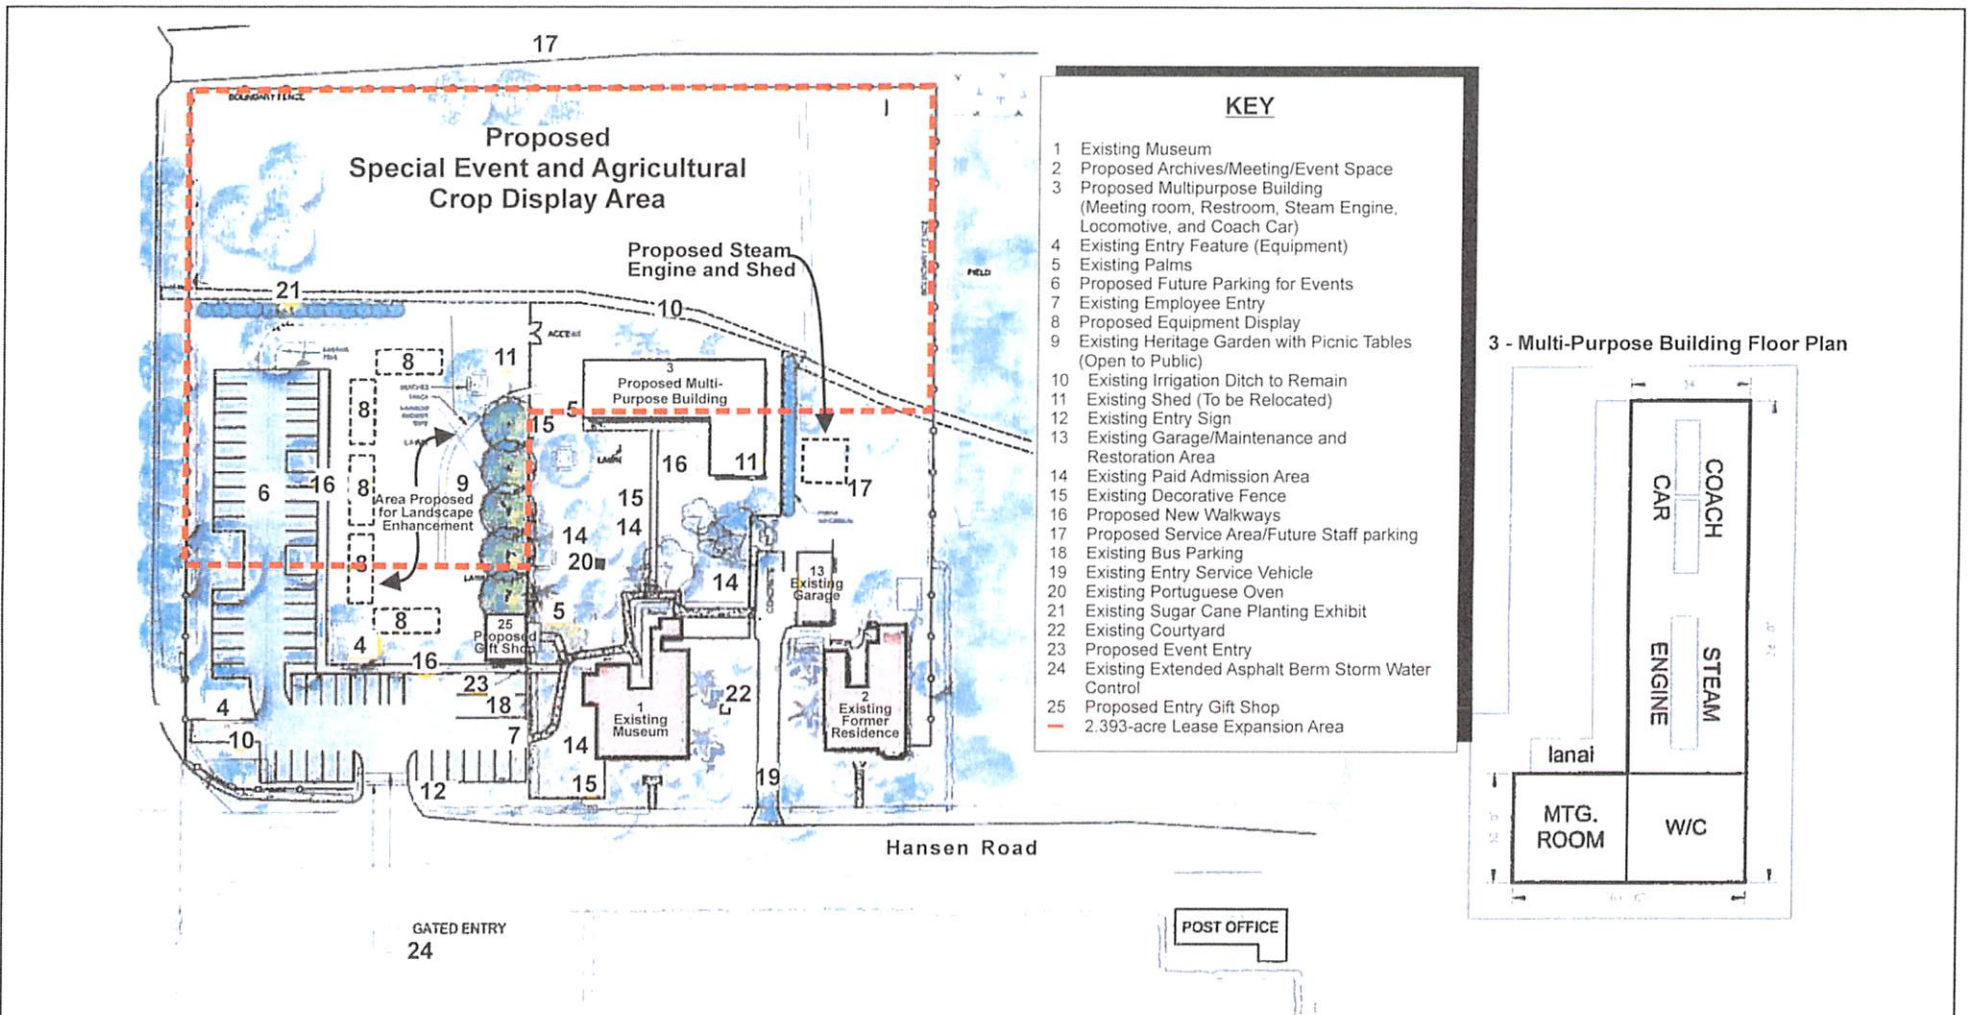 17
BOUNDARY FENCE
Proposed
Special Event and Agricultural
Crop Display Area
Proposed Steam
Engine and Shed
FIELD
21
10
8
11
3
Proposed Multi-
Purpose Building
5
15
LAWN
16
11
8
8
6
16
9
Area Proposed
for Landscape
Enhancement
15
14
14
17
8
20
14
13
Existing
Garage
8
5
25
Proposed
Gift Shop
4
16
23
18
4
10
7
14
15
12
1
Existing
Museum
22
2
Existing
Former
Residence
19
Hansen Road
GATED ENTRY
24
POST OFFICE
KEY
1 Existing Museum
2 Proposed Archives/Meeting/Event Space
3 Proposed Multipurpose Building
(Meeting room, Restroom, Steam Engine,
Locomotive, and Coach Car)
4 Existing Entry Feature (Equipment)
5 Existing Palms
6 Proposed Future Parking for Events
7 Existing Employee Entry
8 Proposed Equipment Display
9 Existing Heritage Garden with Picnic Tables
(Open to Public)
10 Existing Irrigation Ditch to Remain
11 Existing Shed (To be Relocated)
12 Existing Entry Sign
13 Existing Garage/Maintenance and
Restoration Area
14 Existing Paid Admission Area
15 Existing Decorative Fence
16 Proposed New Walkways
17 Proposed Service Area/Future Staff parking
18 Existing Bus Parking
19 Existing Entry Service Vehicle
20 Existing Portuguese Oven
21 Existing Sugar Cane Planting Exhibit
22 Existing Courtyard
23 Proposed Event Entry
24 Existing Extended Asphalt Berm Storm Water
Control
25 Proposed Entry Gift Shop
2.393-acre Lease Expansion Area
3 - Multi-Purpose Building Floor Plan
COACH
CAR
STEAM
ENGINE
lanai
MTG.
ROOM
W/C